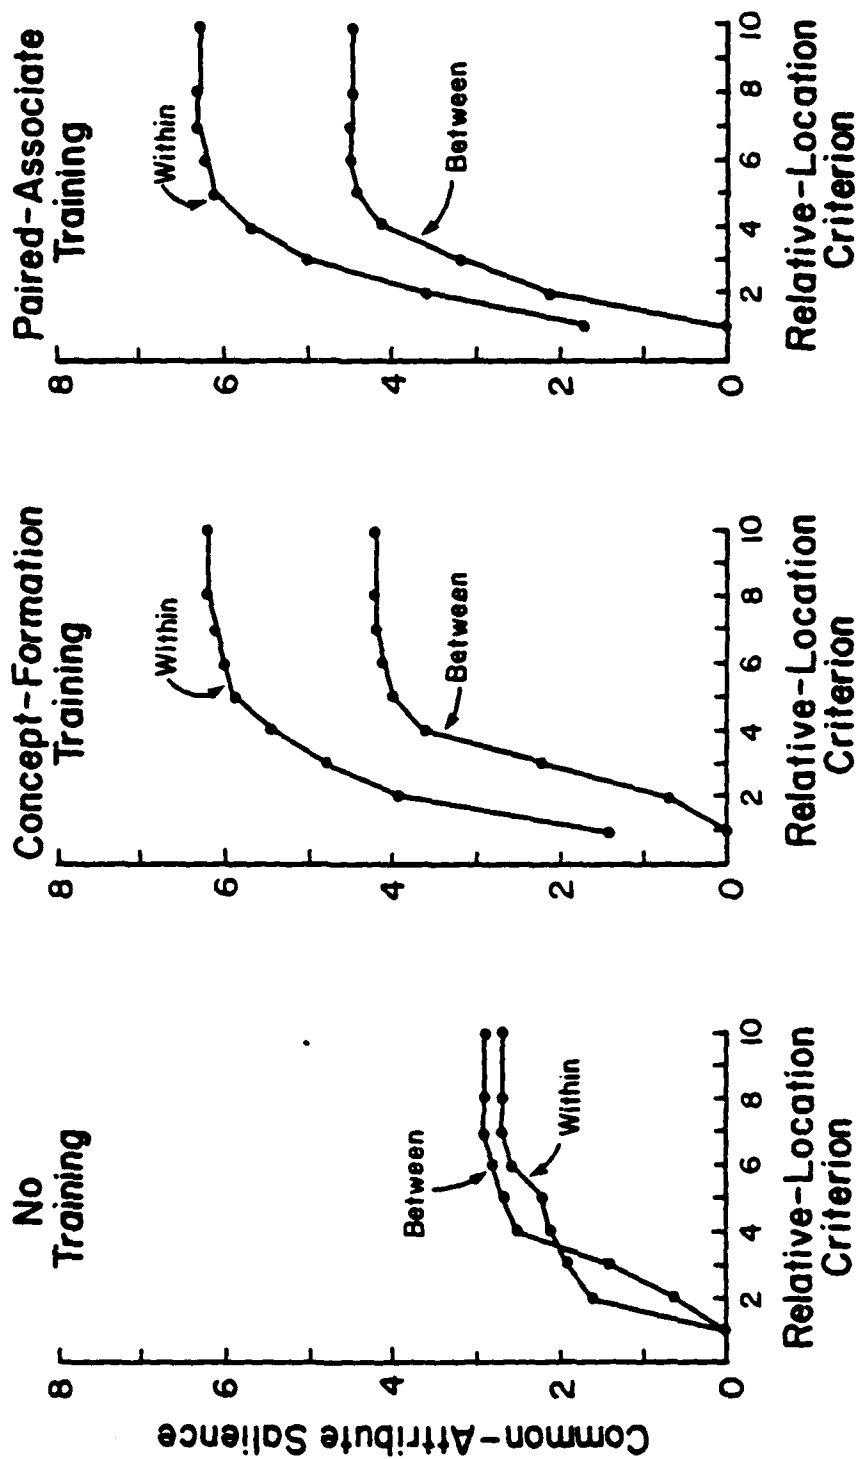 No
Training
Concept-Formation
Training
Paired-Associate
Training
Common-Attribute Salience
8
6
4
2
0
Between
Within
2
4
6
8
10
Relative-Location
Criterion
8
6
4
2
0
Within
Between
2
4
6
8
10
Relative-Location
Criterion
8
6
4
2
0
Within
Between
2
4
6
8
10
Relative-Location
Criterion